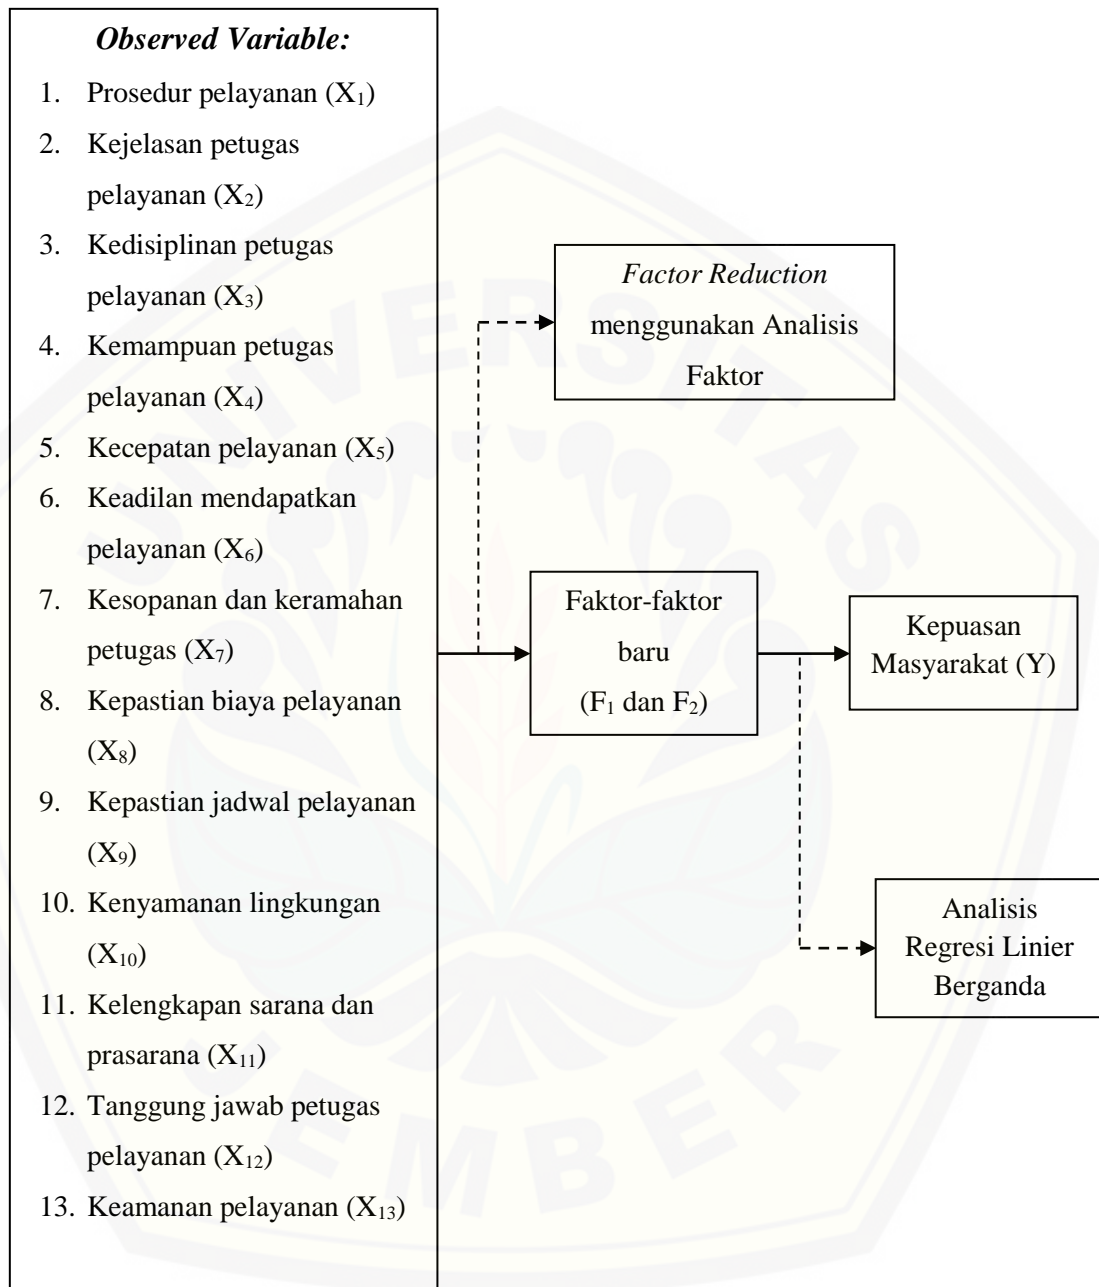 Observed Variable:
1. Prosedur pelayanan (X₁)
2. Kejelasan petugas
pelayanan (X₂)
3. Kedisiplinan petugas
pelayanan (X₃)
4. Kemampuan petugas
pelayanan (X₄)
5. Kecepatan pelayanan (X₅)
6. Keadilan mendapatkan
pelayanan (X₆)
7. Kesopanan dan keramahan
petugas (X₇)
8. Kepastian biaya pelayanan
(X₈)
9. Kepastian jadwal pelayanan
(X₉)
10. Kenyamanan lingkungan
(X₁₀)
11. Kelengkapan sarana dan
prasarana (X₁₁)
12. Tanggung jawab petugas
pelayanan (X₁₂)
13. Keamanan pelayanan (X₁₃)
Factor Reduction
menggunakan Analisis
Faktor
Faktor-faktor
baru
(F₁ dan F₂)
Kepuasan
Masyarakat (Y)
Analisis
Regresi Linier
Berganda
UNIVERSITAS
JEMBER